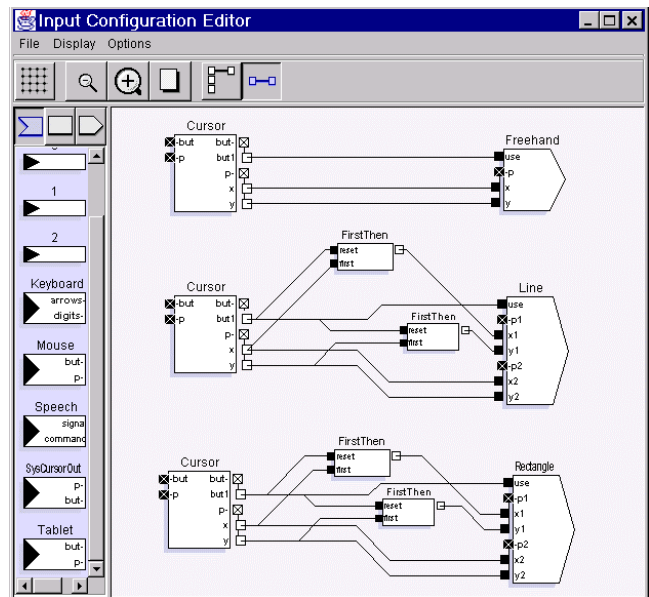 Input Configuration Editor
File Display Options
1
2
Keyboard
arrows-
digits-
Mouse
but-
p-
Speech
signa
command
SysCursorOut
p-
but-
Tablet
but-
p-
Cursor
-but but-
-p but1
p-
x
y
Freehand
use
-p
x
y
FirstThen
reset
first
Cursor
-but but-
-p but1
p-
x
y
FirstThen
reset
first
Line
use
-p1
x1
y1
-p2
x2
y2
FirstThen
reset
first
Cursor
-but but-
-p but1
p-
x
y
FirstThen
reset
first
Rectangle
use
-p1
x1
y1
-p2
x2
y2